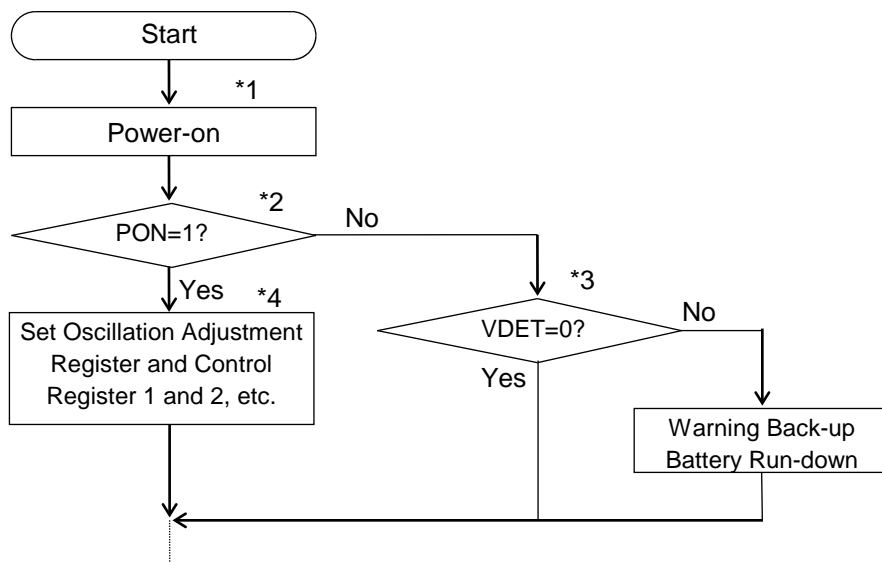 Start
*1
Power-on
*2
PON=1?
No
Yes
*4
Set Oscillation Adjustment
Register and Control
Register 1 and 2, etc.
*3
VDET=0?
No
Yes
Warning Back-up
Battery Run-down